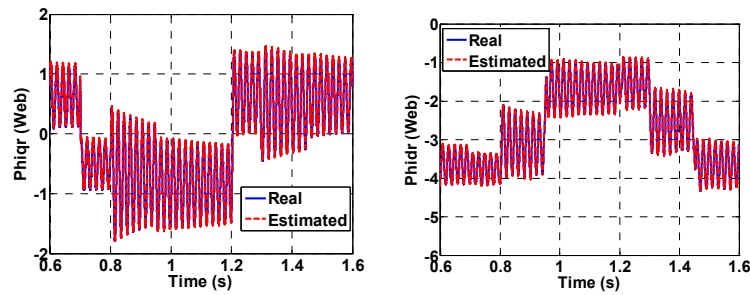 2
1
0
-1
-2
Phiqr (Web)
Real
Estimated
0.6 0.8 1 1.2 1.4 1.6
Time (s)
-0
-1
-2
-3
-4
-5
-6
Phidr (Web)
Real
Estimated
0.6 0.8 1 1.2 1.4 1.6
Time (s)